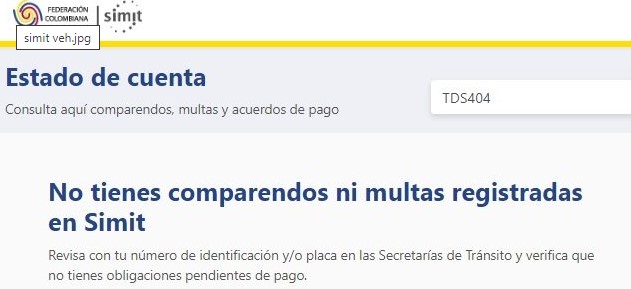 FEDERACIÓN
COLOMBIANA
simit
simit veh.jpg
Estado de cuenta
Consulta aquí comparendos, multas y acuerdos de pago
TDS404
No tienes comparendos ni multas registradas
en Simit
Revisa con tu número de identificación y/o placa en las Secretarías de Tránsito y verifica que
no tienes obligaciones pendientes de pago.